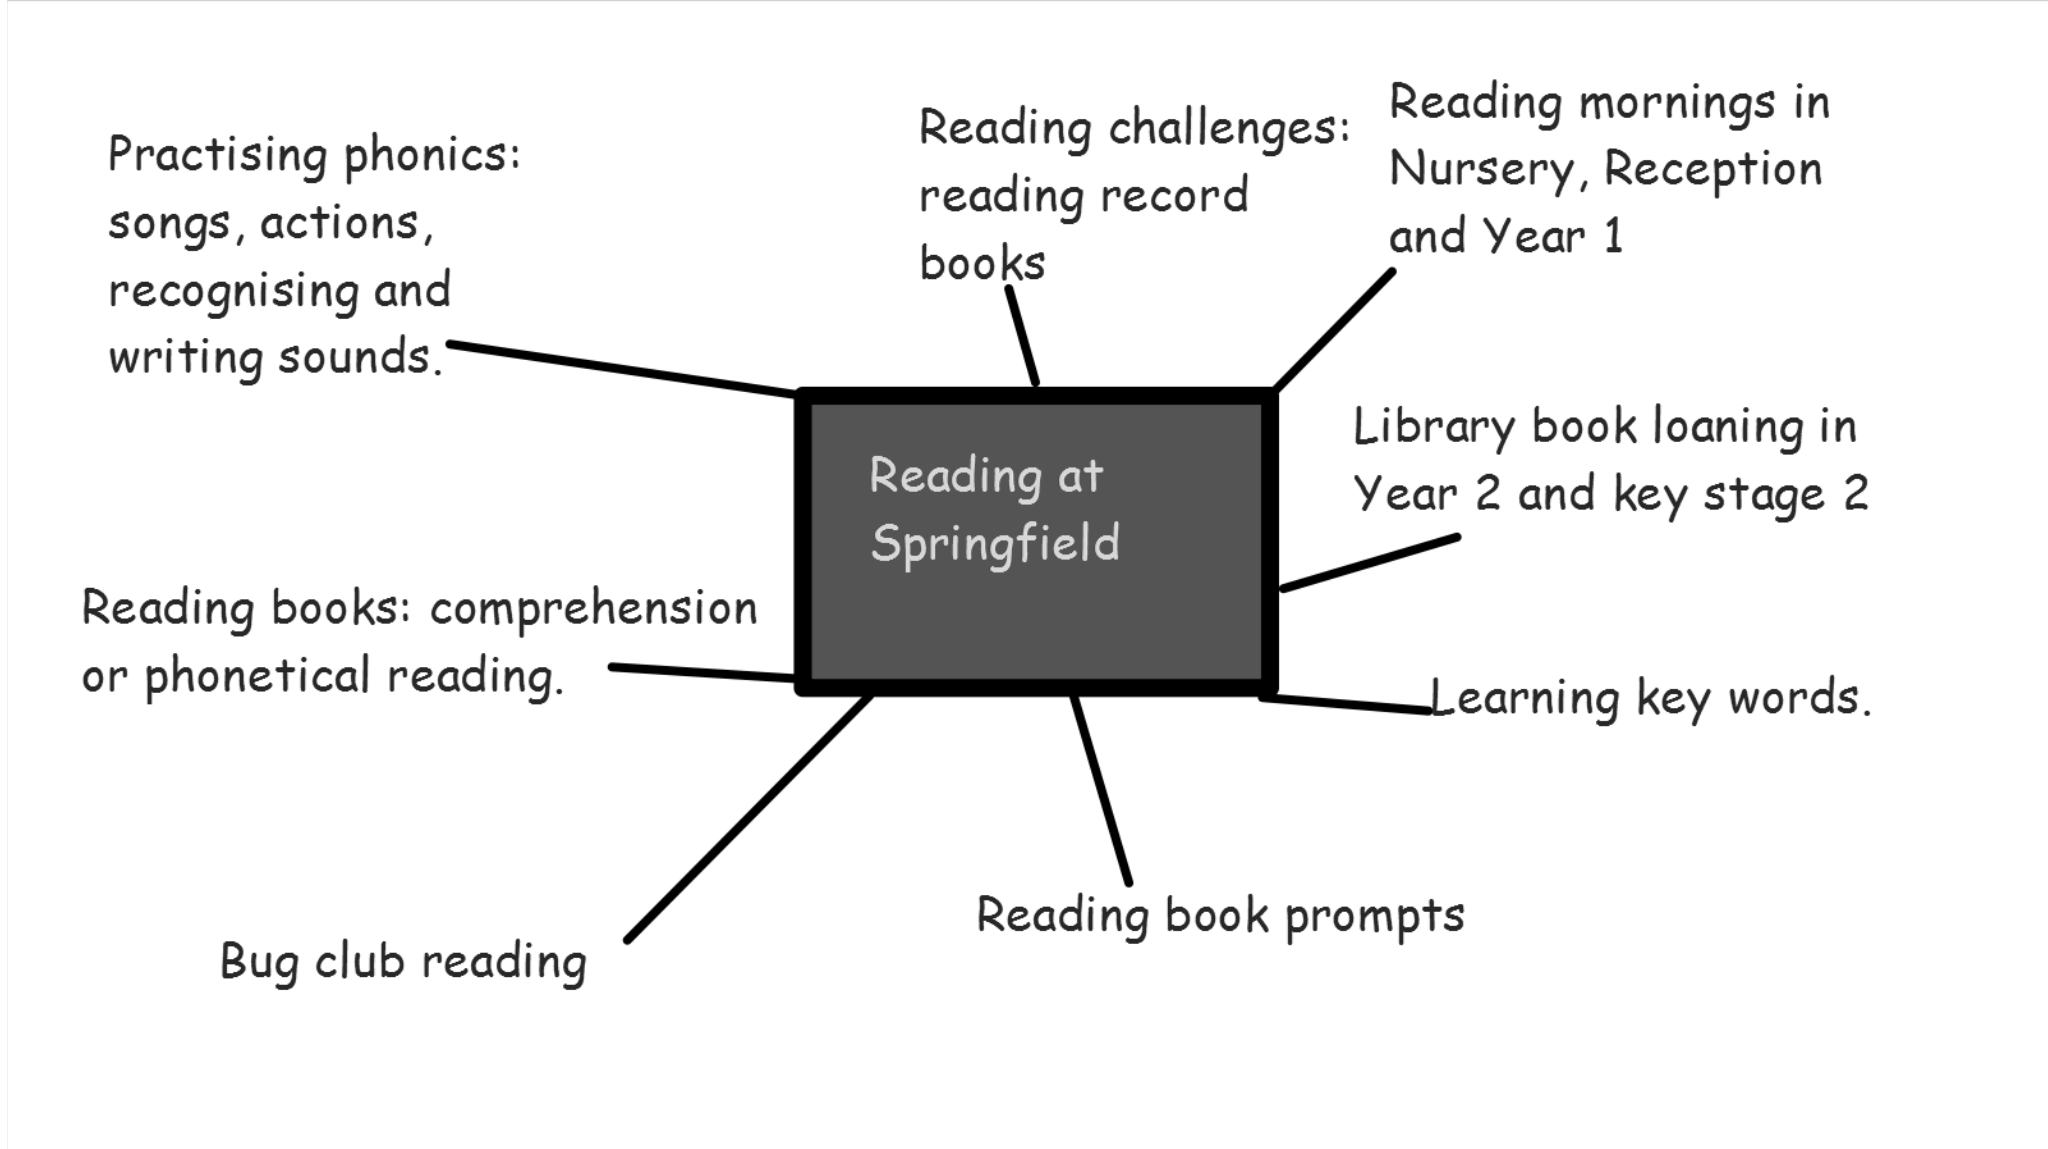 Practising phonics:
songs, actions,
recognising and
writing sounds.
Reading challenges:
reading record
books
Reading mornings in
Nursery, Reception
and Year 1
Reading at
Springfield
Library book loaning in
Year 2 and key stage 2
Reading books: comprehension
or phonetical reading.
Learning key words.
Bug club reading
Reading book prompts